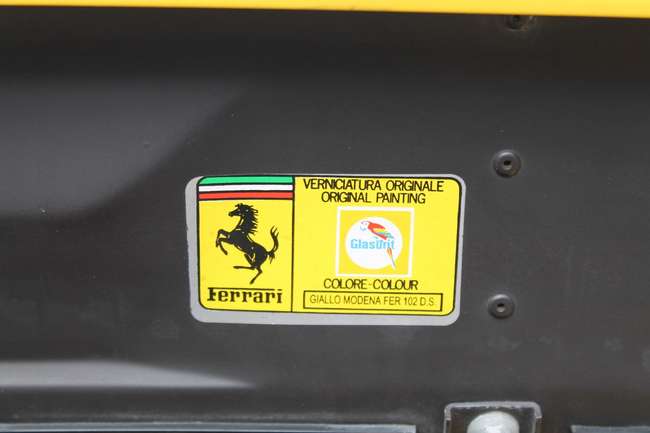 VERNICIATURA ORIGINALE
ORIGINAL PAINTING
Glasurit
COLORE-COLOUR
GIALLO MODENA FER 102 D.S.
Ferrari